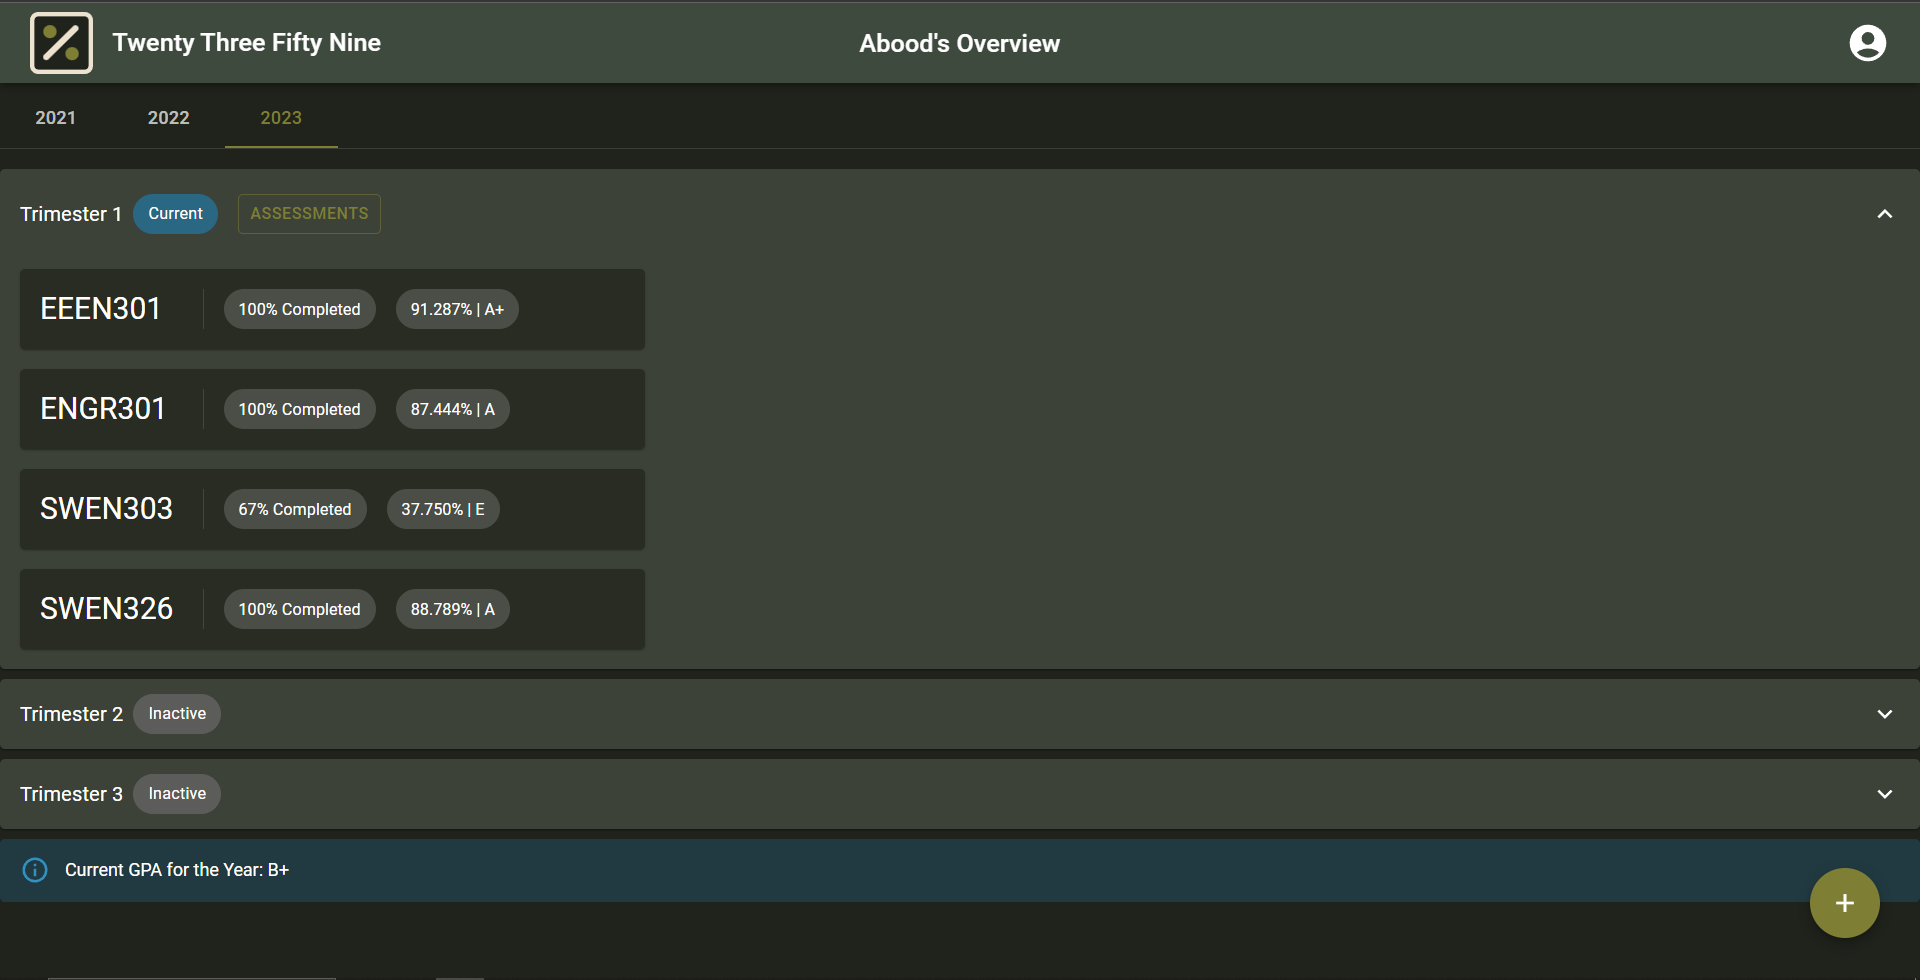 Twenty Three Fifty Nine
Abood's Overview
2021 2022 2023
Trimester 1 Current ASSESSMENTS
EEEN301 100% Completed 91.287% | A+
ENGR301 100% Completed 87.444% | A
SWEN303 67% Completed 37.750% | E
SWEN326 100% Completed 88.789% | A
Trimester 2 Inactive
Trimester 3 Inactive
Current GPA for the Year: B+